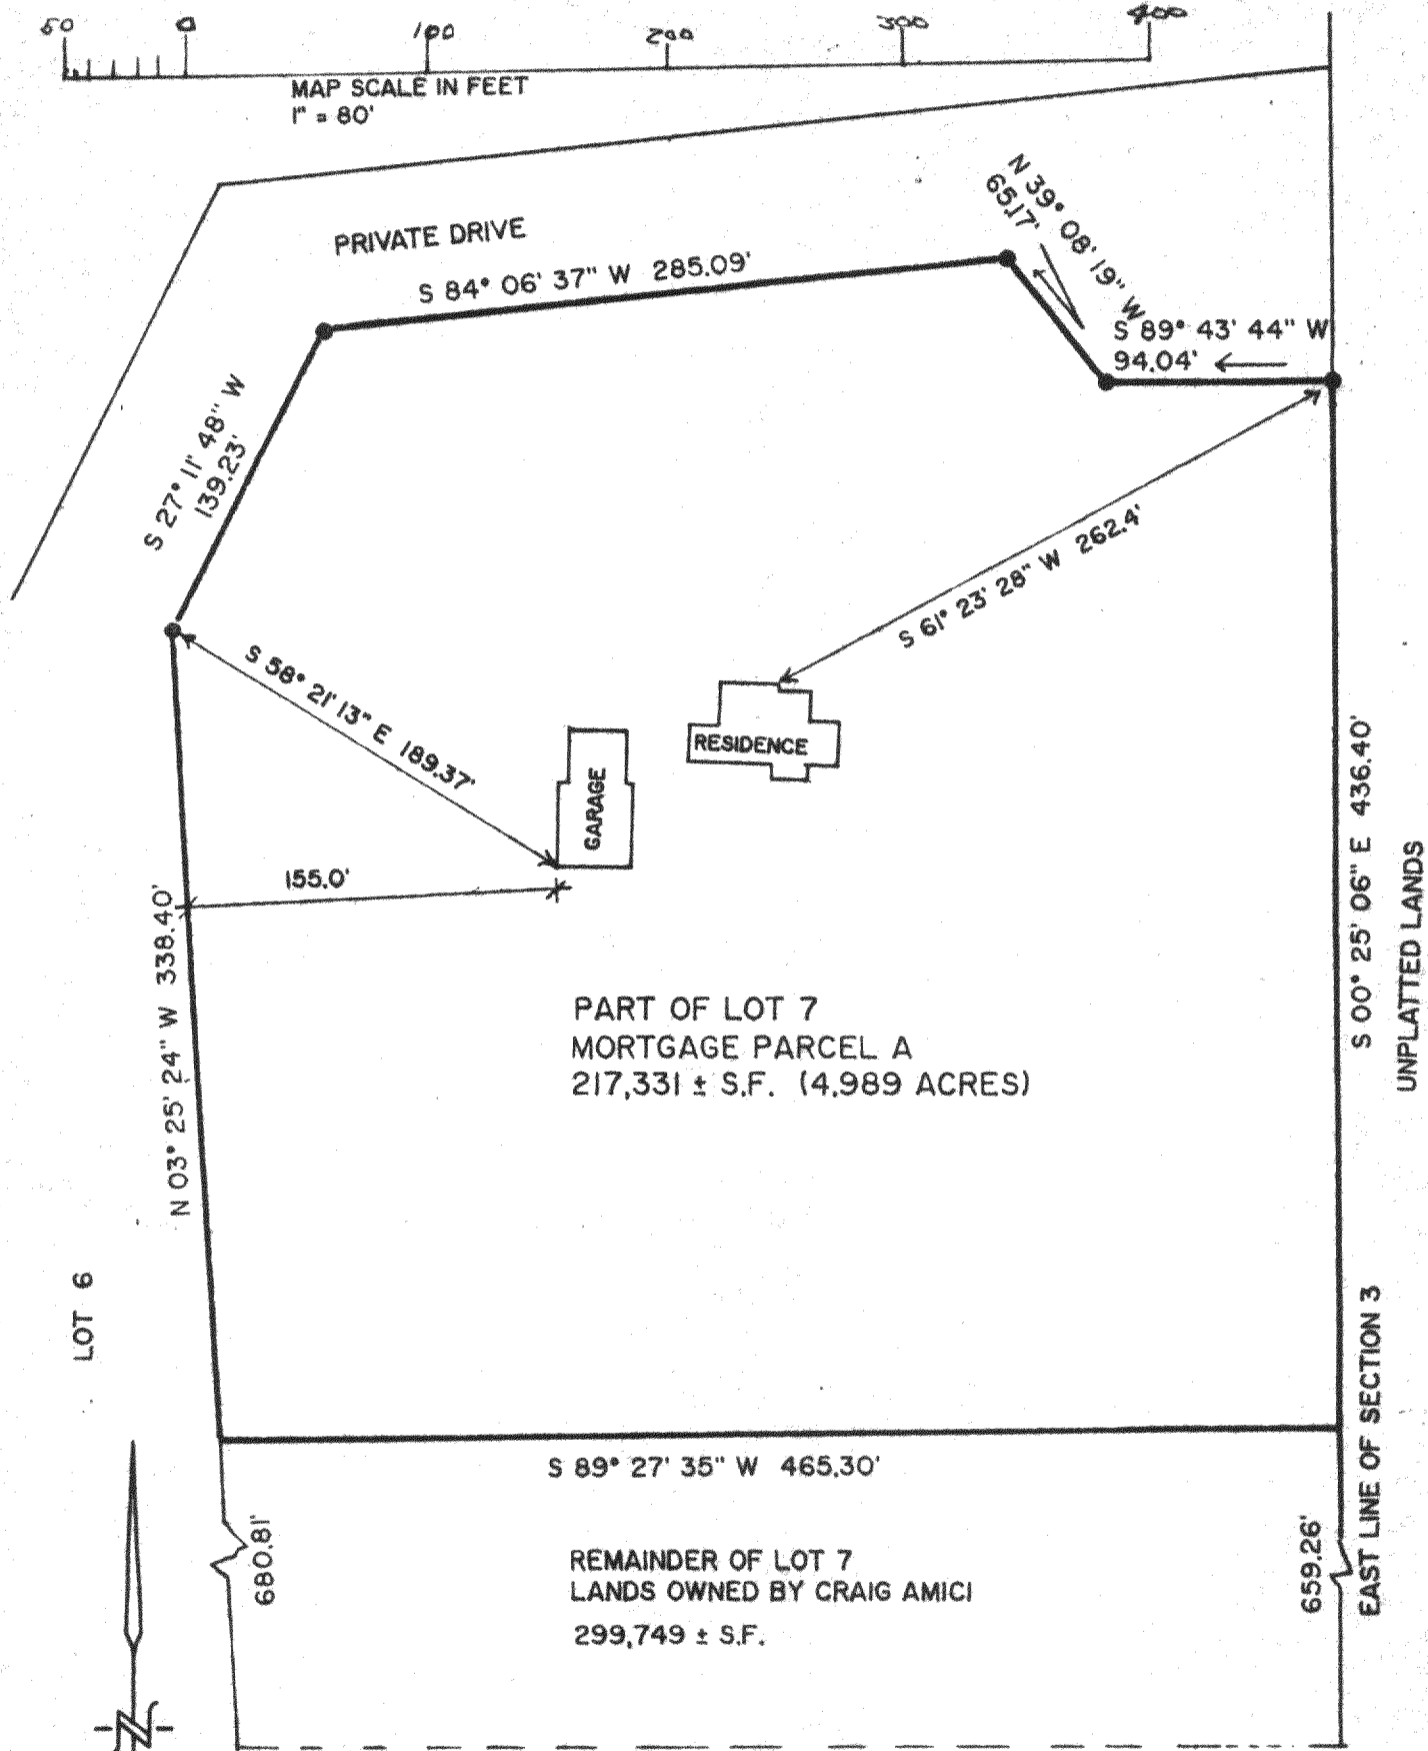 50 0 100 200 300 400
MAP SCALE IN FEET
1" = 80'
PRIVATE DRIVE
N 39° 08' 19" W
65.17'
S 84° 06' 37" W 285.09'
S 89° 43' 44" W
94.04'
S 27° 11' 48" W
139.23'
S 61° 23' 28" W 262.4'
S 58° 21' 13" E 189.37'
RESIDENCE
GARAGE
155.0'
N 03° 25' 24" W 338.40'
S 00° 25' 06" E 436.40'
UNPLATTED LANDS
PART OF LOT 7
MORTGAGE PARCEL A
217,331 ± S.F. (4.989 ACRES)
LOT 6
EAST LINE OF SECTION 3
S 89° 27' 35" W 465.30'
680.81'
659.26'
REMAINDER OF LOT 7
LANDS OWNED BY CRAIG AMICI
299,749 ± S.F.
N